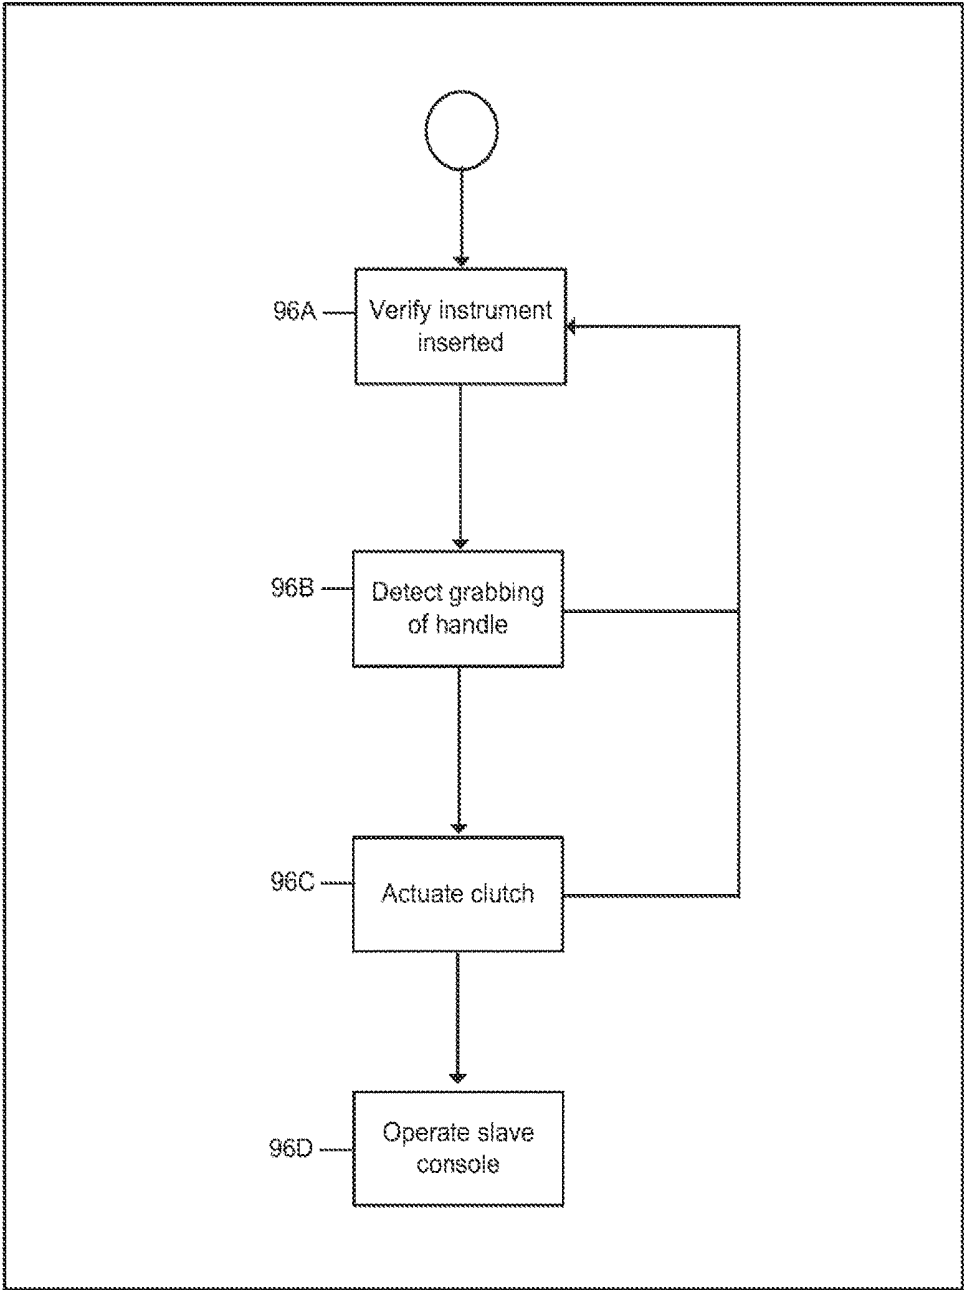 96A
Verify instrument
inserted
96B
Detect grabbing
of handle
96C
Actuate clutch
96D
Operate slave
console